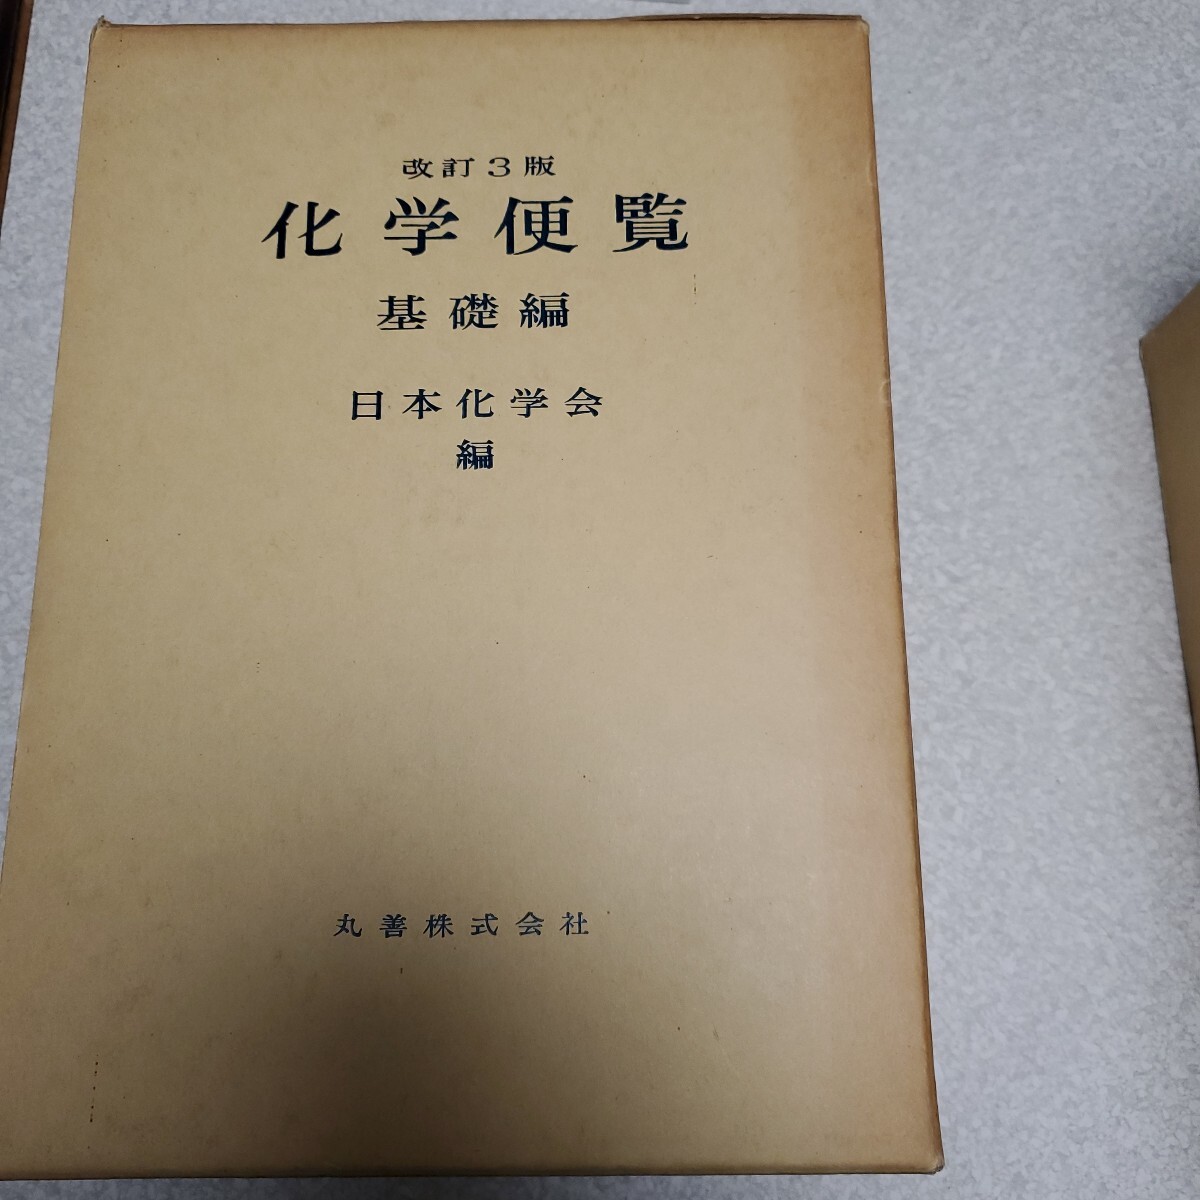 改訂3版
化学便覧
基礎編
日本化学会
編
丸善株式会社